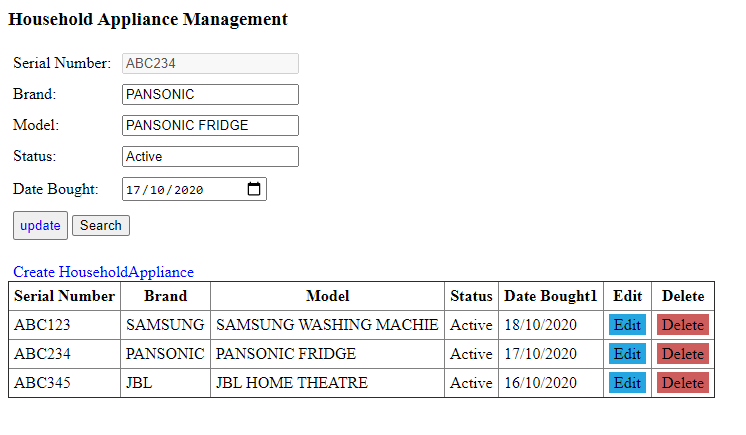 Household Appliance Management
Serial Number: ABC234
Brand: PANSONIC
Model: PANSONIC FRIDGE
Status: Active
Date Bought: 17/10/2020
update Search
Create HouseholdAppliance
Serial Number Brand Model Status Date Bought1 Edit Delete
ABC123 SAMSUNG SAMSUNG WASHING MACHIE Active 18/10/2020 Edit Delete
ABC234 PANSONIC PANSONIC FRIDGE Active 17/10/2020 Edit Delete
ABC345 JBL JBL HOME THEATRE Active 16/10/2020 Edit Delete